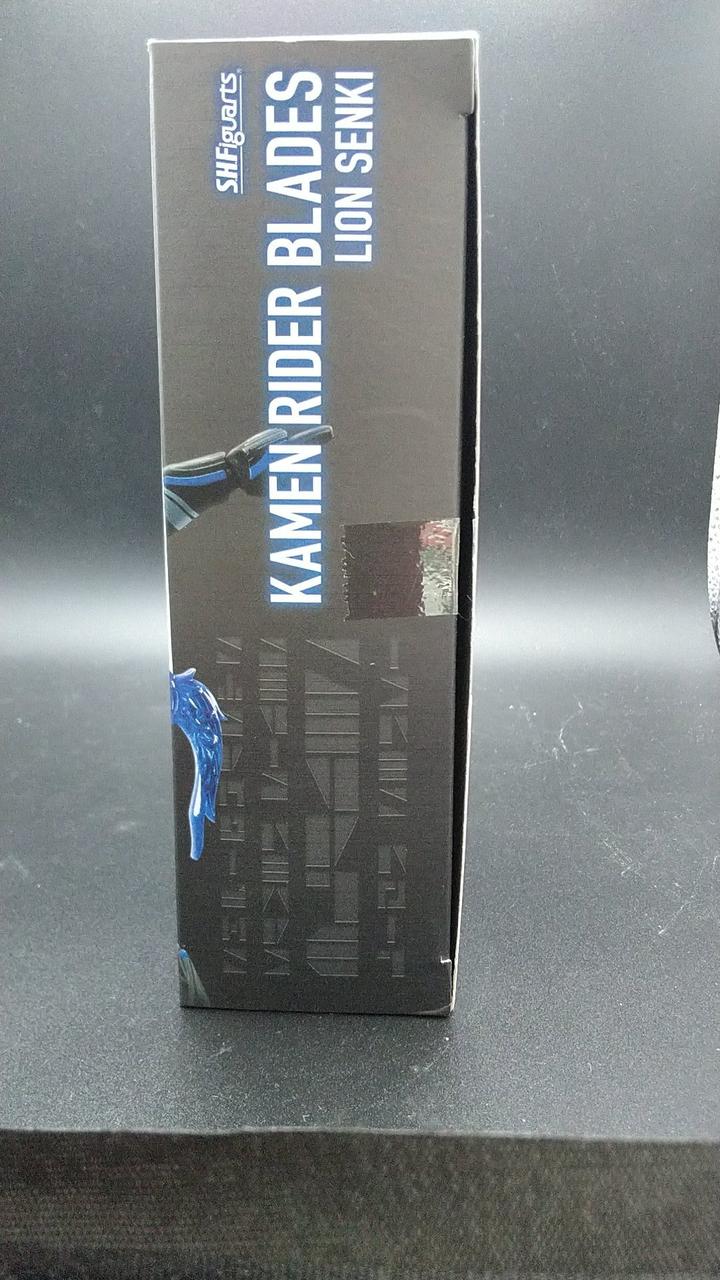 S.H.Figuarts
KAMEN RIDER BLADES
LION SENKI